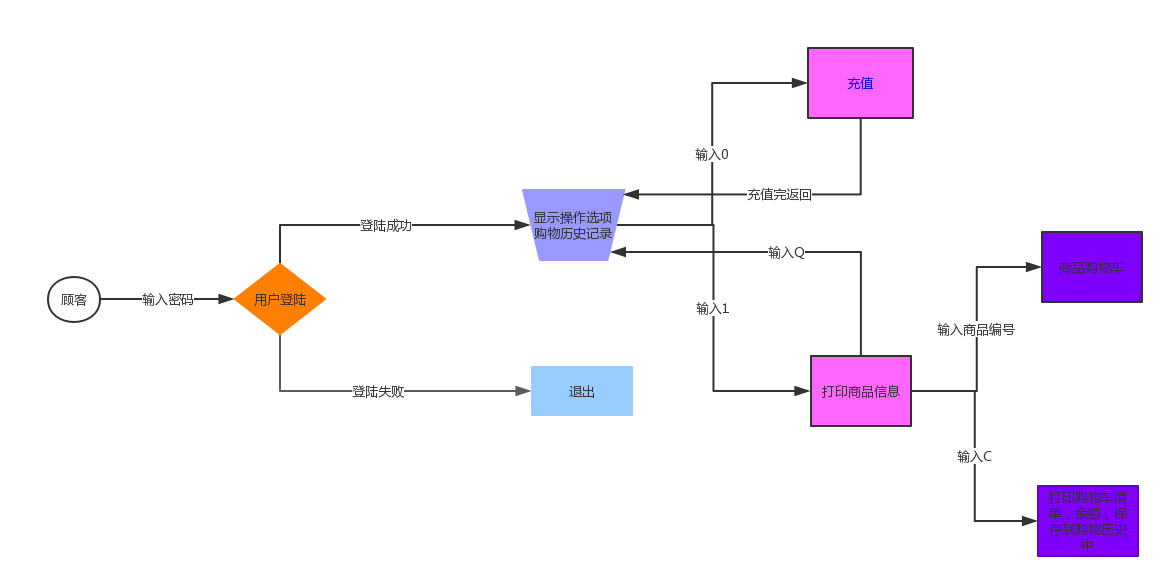 充值
输入0
充值完返回
显示操作选项
购物历史记录
登陆成功
输入Q
商品购物车
顾客
输入密码
用户登陆
输入1
输入商品编号
登陆失败
退出
打印商品信息
输入C
打印购物车清
单，余额，保
存到购物历史
中